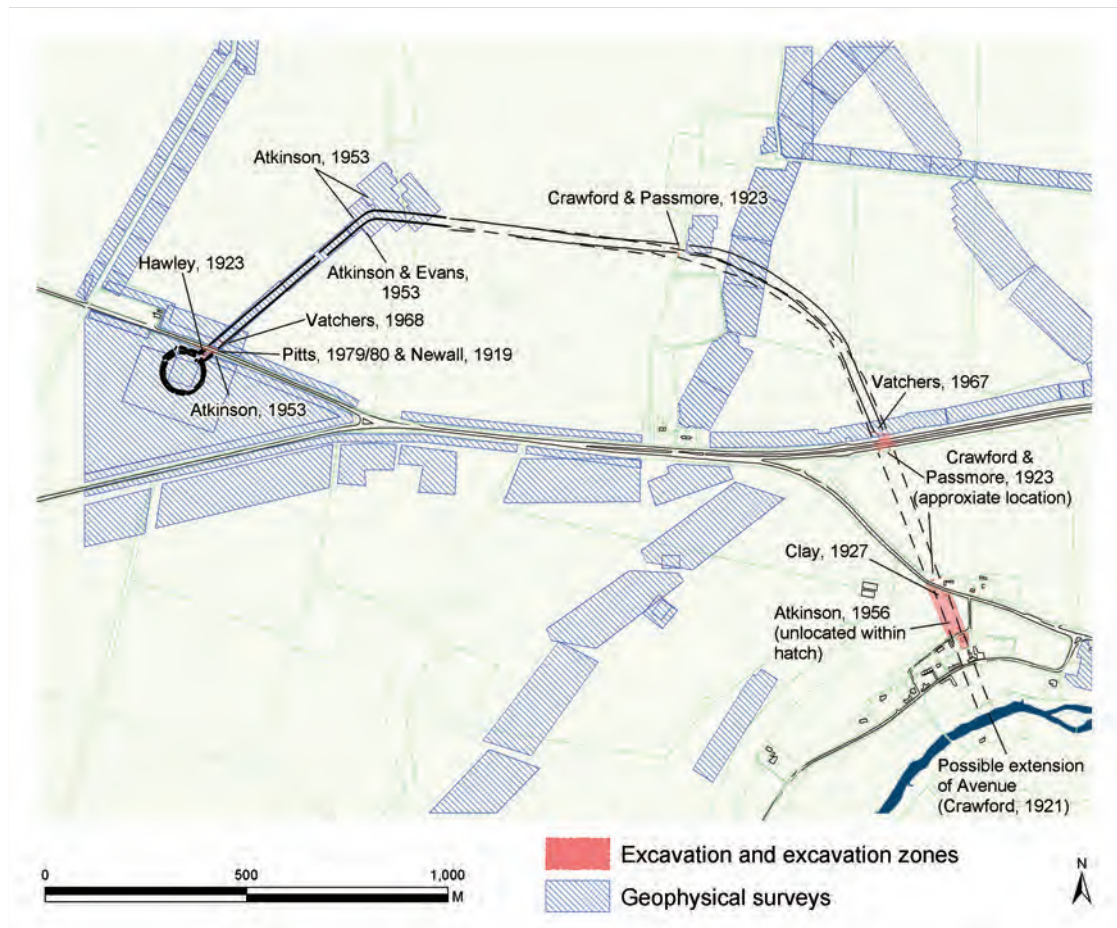 Atkinson, 1953
Crawford & Passmore, 1923
Hawley, 1923
Atkinson & Evans,
1953
Vatchers, 1968
Pitts, 1979/80 & Newall, 1919
Atkinson, 1953
Vatchers, 1967
Crawford &
Passmore, 1923
(approxiate location)
Clay, 1927
Atkinson, 1956
(unlocated within
hatch)
Possible extension
of Avenue
(Crawford, 1921)
0 500 1,000
M
Excavation and excavation zones
Geophysical surveys
N